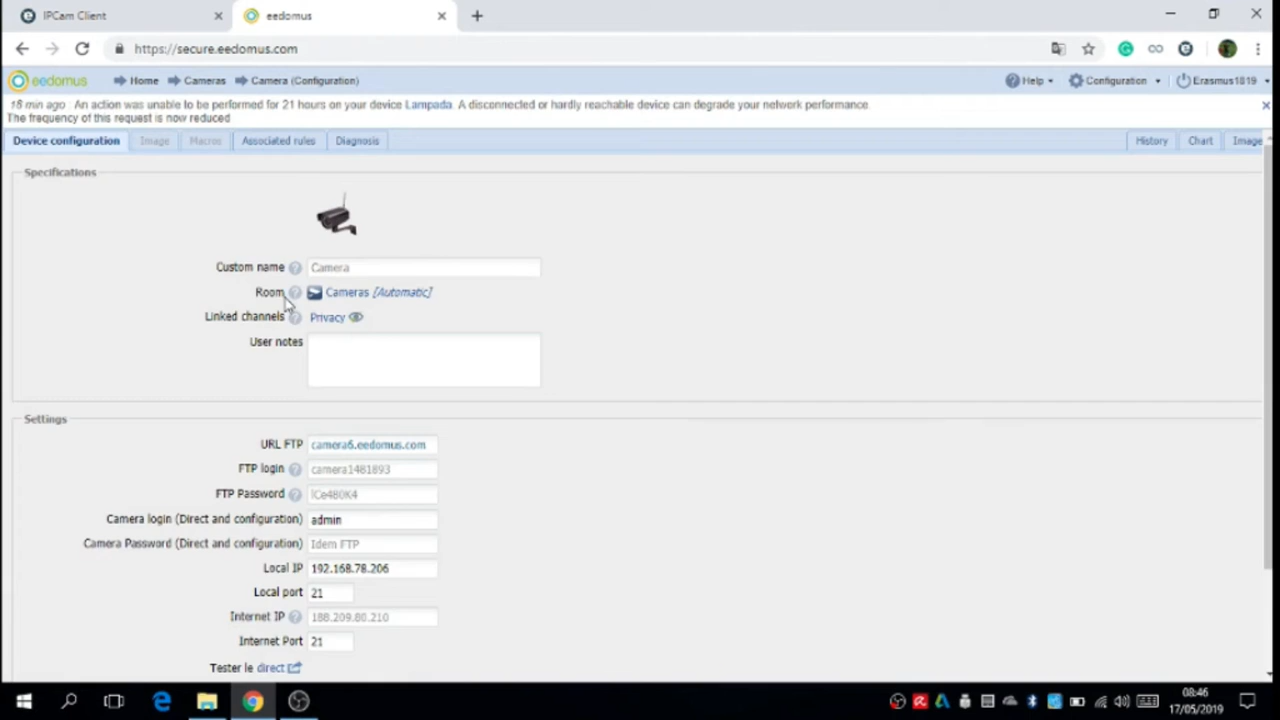 IPCam Client
eedomus
https://secure.eedomus.com
eedomus Home Cameras Camera (Configuration) Help Configuration Erasmus1819
18 min ago An action was unable to be performed for 21 hours on your device Lampada. A disconnected or hardly reachable device can degrade your network performance.
The frequency of this request is now reduced
Device configuration Image Macros Associated rules Diagnosis History Chart Image
Specifications
Custom name Camera
Room Cameras [Automatic]
Linked channels Privacy
User notes
Settings
URL FTP camera6.eedomus.com
FTP login camera1481893
FTP Password lCe480K4
Camera login (Direct and configuration) admin
Camera Password (Direct and configuration) Idem FTP
Local IP 192.168.78.206
Local port 21
Internet IP 188.209.80.210
Internet Port 21
Tester le direct
08:46
17/05/2019